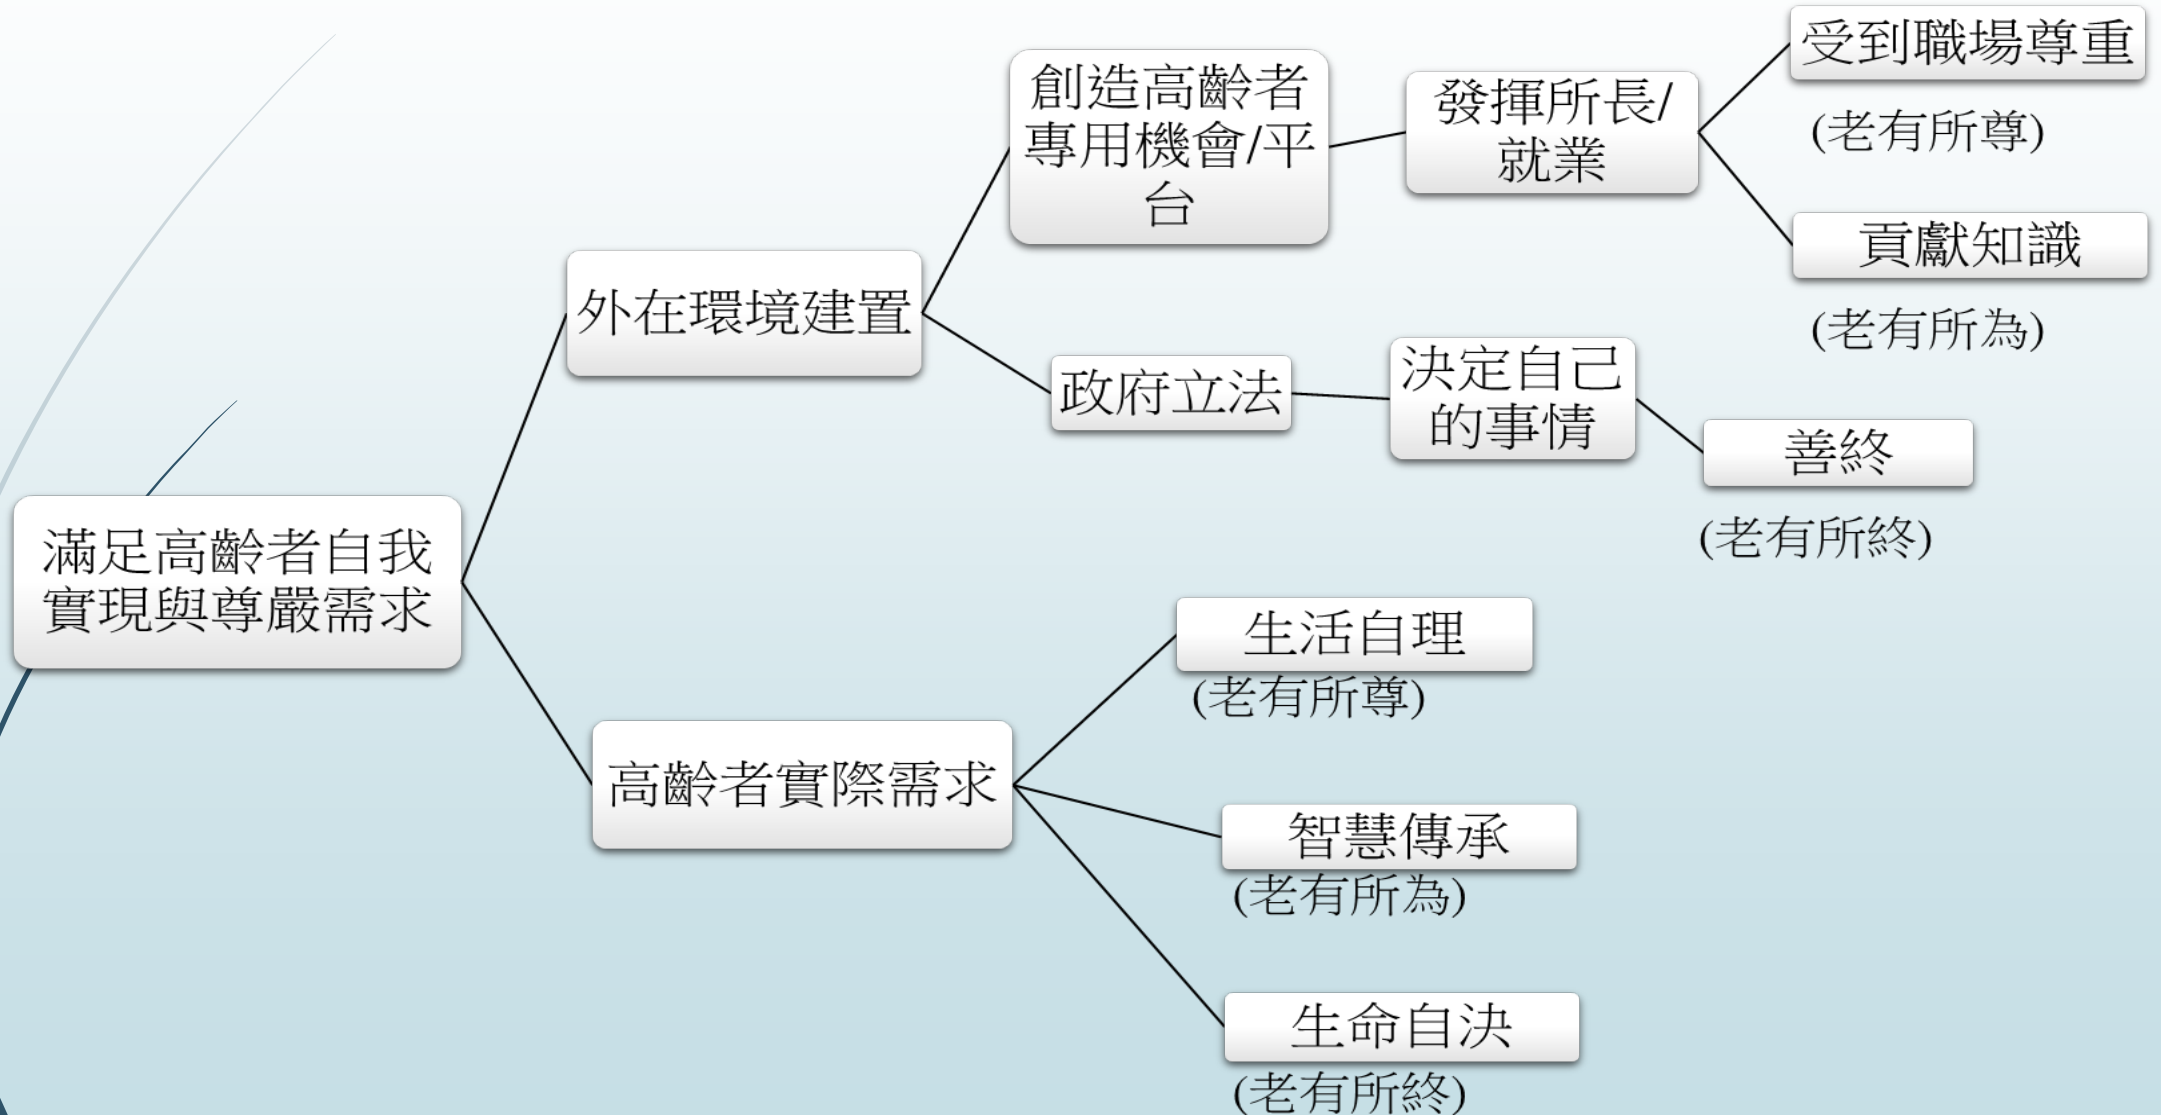 滿足高齡者自我
實現與尊嚴需求
外在環境建置
創造高齡者
專用機會/平
台
發揮所長/
就業
受到職場尊重
(老有所尊)
貢獻知識
(老有所為)
政府立法
決定自己
的事情
善終
(老有所終)
高齡者實際需求
生活自理
(老有所尊)
智慧傳承
(老有所為)
生命自決
(老有所終)